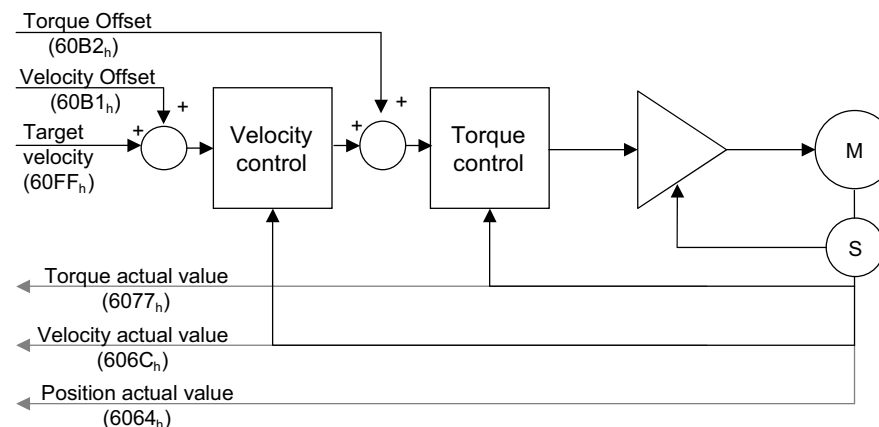 Torque Offset
(60B2h)
Velocity Offset
(60B1h)
+
+
+
+
Target
velocity
(60FFh)
Velocity
control
Torque
control
M
S
Torque actual value
(6077h)
Velocity actual value
(606Ch)
Position actual value
(6064h)